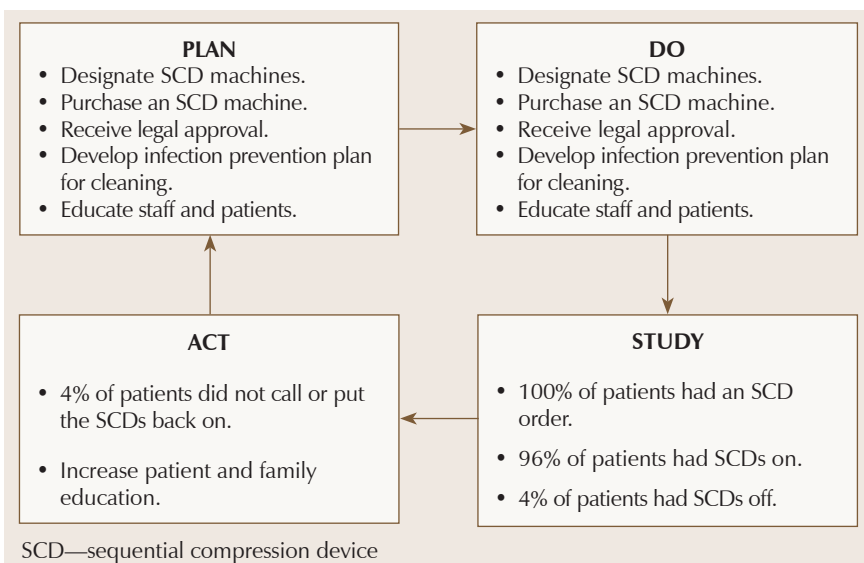 PLAN
• Designate SCD machines.
• Purchase an SCD machine.
• Receive legal approval.
• Develop infection prevention plan
for cleaning.
• Educate staff and patients.
DO
• Designate SCD machines.
• Purchase an SCD machine.
• Receive legal approval.
• Develop infection prevention plan
for cleaning.
• Educate staff and patients.
ACT
• 4% of patients did not call or put
the SCDs back on.
• Increase patient and family
education.
STUDY
• 100% of patients had an SCD
order.
• 96% of patients had SCDs on.
• 4% of patients had SCDs off.
SCD—sequential compression device